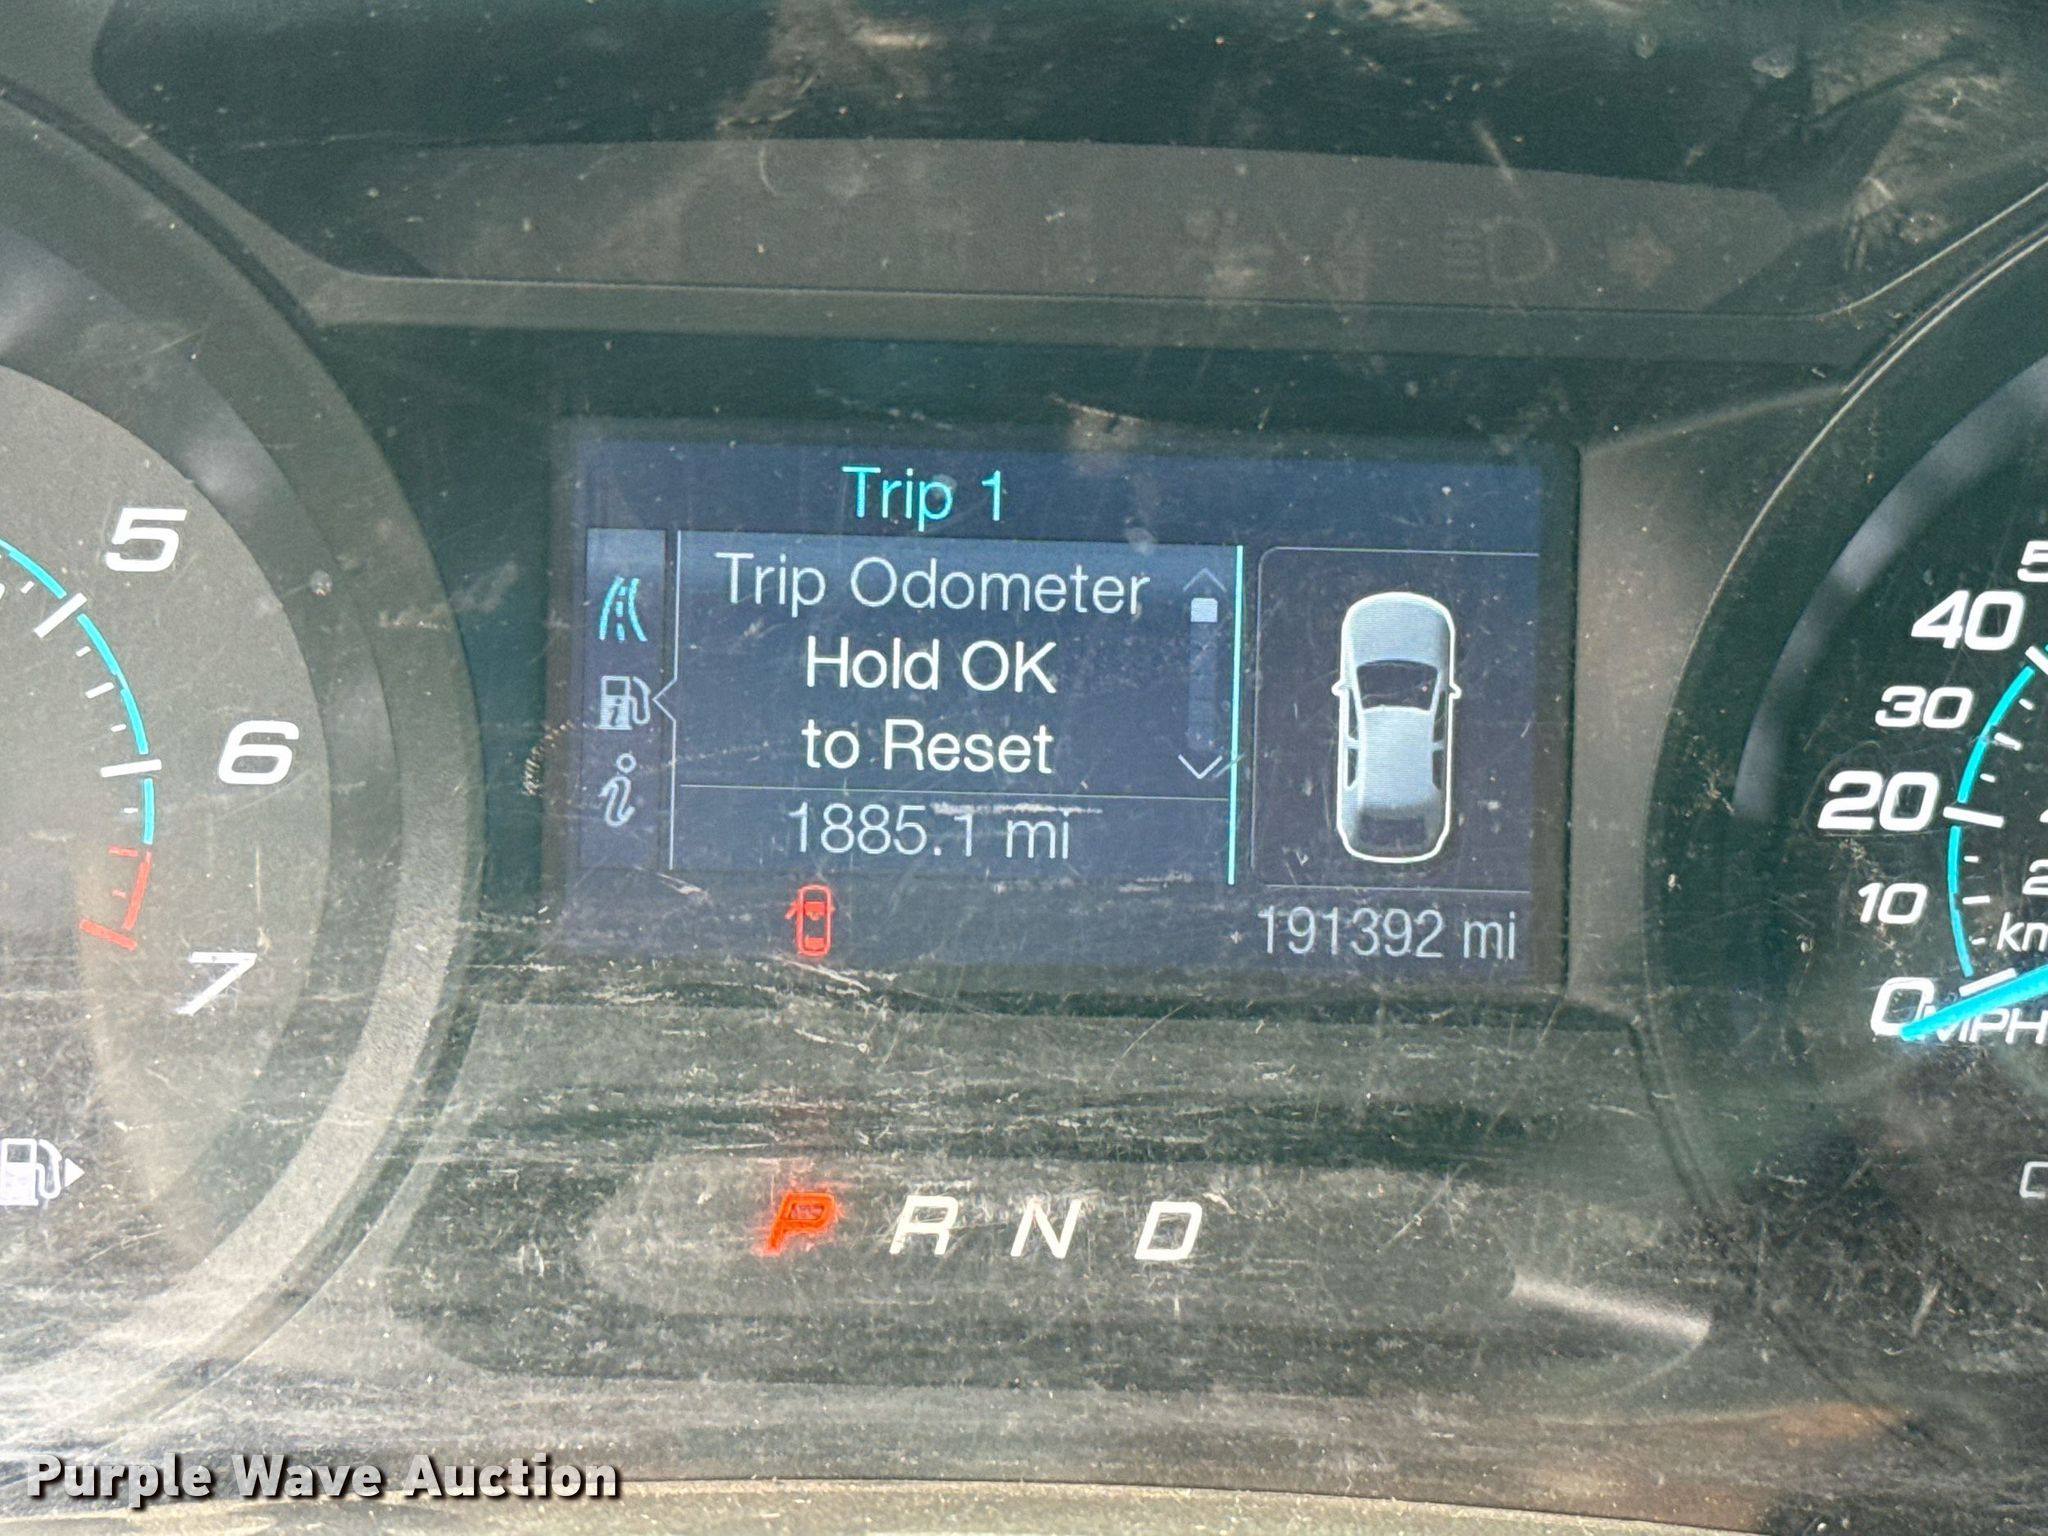 Trip 1
Trip Odometer
Hold OK
to Reset
1885.1 mi
191392 mi
5
6
7
40
30
20
10
0
MPH
P R N D
Purple Wave Auction